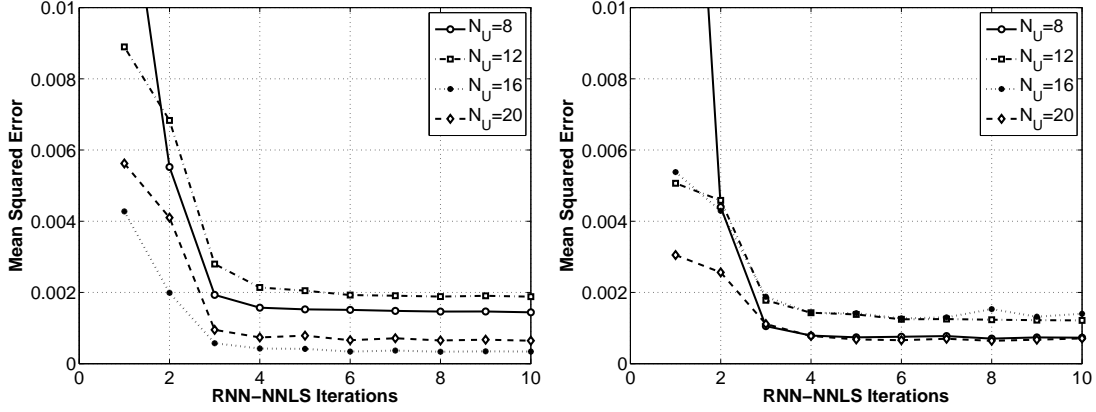 0.01
0.008
0.006
0.004
0.002
0
0
2
4
6
8
10
Mean Squared Error
RNN−NNLS Iterations
N_U=8
N_U=12
N_U=16
N_U=20
0.01
0.008
0.006
0.004
0.002
0
0
2
4
6
8
10
Mean Squared Error
RNN−NNLS Iterations
N_U=8
N_U=12
N_U=16
N_U=20